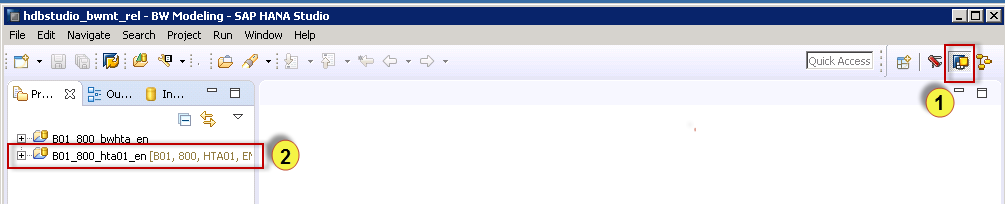 hdbstudio_bwmt_rel - BW Modeling - SAP HANA Studio
File Edit Navigate Search Project Run Window Help
Quick Access
1
Pr... Ou... In...
B01_800_bwhta_en
B01_800_hta01_en [B01, 800, HTA01, EN
2